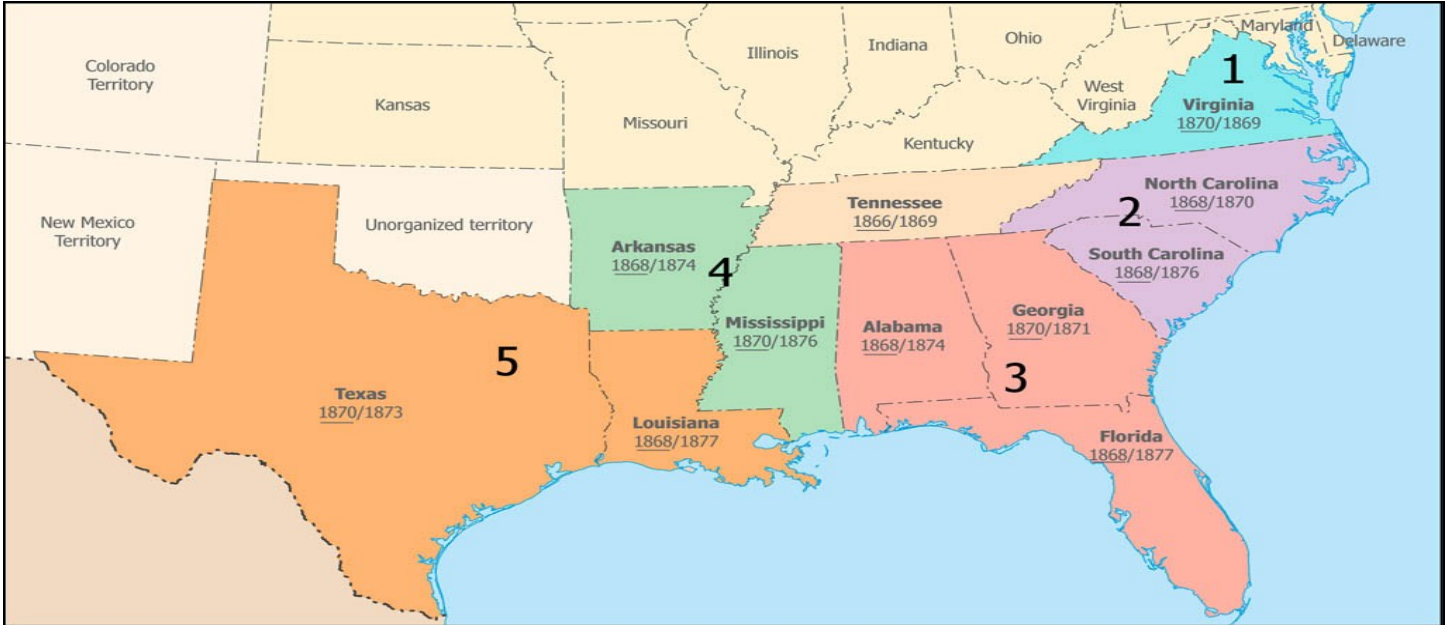 Colorado
Territory
Kansas
Missouri
Illinois
Indiana
Ohio
West
Virginia
Maryland
Delaware
Kentucky
1
Virginia
1870/1869
New Mexico
Territory
Unorganized territory
Arkansas
1868/1874
4
Tennessee
1866/1869
North Carolina
1868/1870
2
South Carolina
1868/1876
Mississippi
1870/1876
Alabama
1868/1874
Georgia
1870/1871
3
5
Texas
1870/1873
Louisiana
1868/1877
Florida
1868/1877